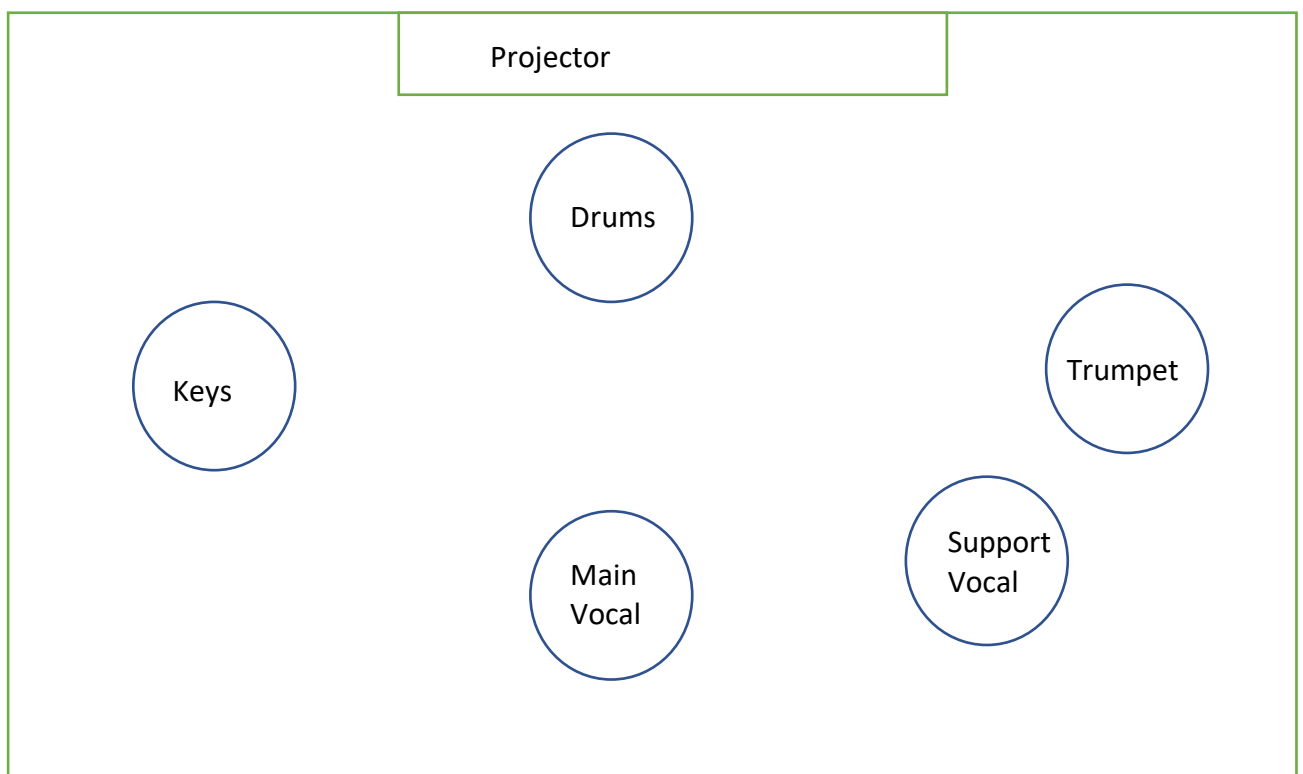 Projector
Drums
Keys
Trumpet
Main
Vocal
Support
Vocal